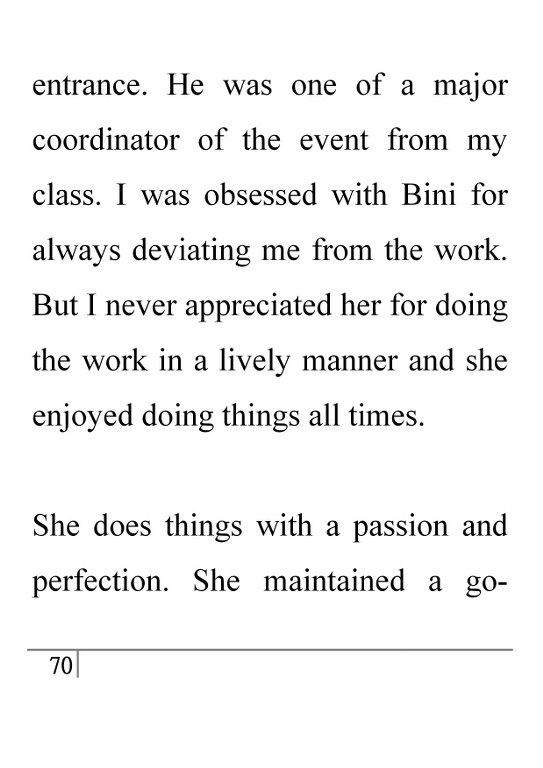 entrance. He was one of a major
coordinator of the event from my
class. I was obsessed with Bini for
always deviating me from the work.
But I never appreciated her for doing
the work in a lively manner and she
enjoyed doing things all times.
She does things with a passion and
perfection. She maintained a go-
70